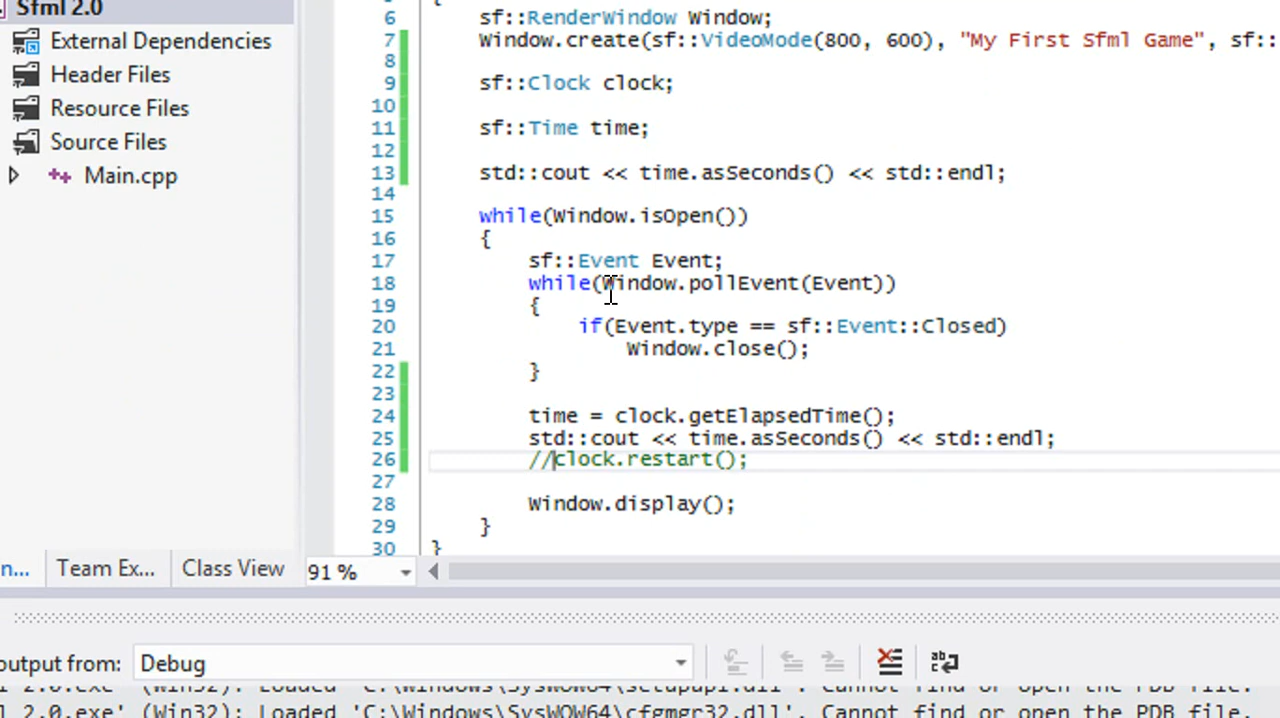 Sfml 2.0
External Dependencies
Header Files
Resource Files
Source Files
Main.cpp
6 sf::RenderWindow Window;
7 Window.create(sf::VideoMode(800, 600), "My First Sfml Game", sf::
8
9 sf::Clock clock;
10
11 sf::Time time;
12
13 std::cout << time.asSeconds() << std::endl;
14
15 while(Window.isOpen())
16 {
17 sf::Event Event;
18 while(Window.pollEvent(Event))
19 {
20 if(Event.type == sf::Event::Closed)
21 Window.close();
22 }
23
24 time = clock.getElapsedTime();
25 std::cout << time.asSeconds() << std::endl;
26 //clock.restart();
27
28 Window.display();
29 }
30 }
n... Team Ex... Class View 91 %
output from: Debug
l 2.0.exe' (Win32): Loaded 'C:\Windows\SysWOW64\setupapi.dll'. Cannot find or open the PDB file.
l 2.0.exe' (Win32): Loaded 'C:\Windows\SysWOW64\cfgmgr32.dll'. Cannot find or open the PDB file.